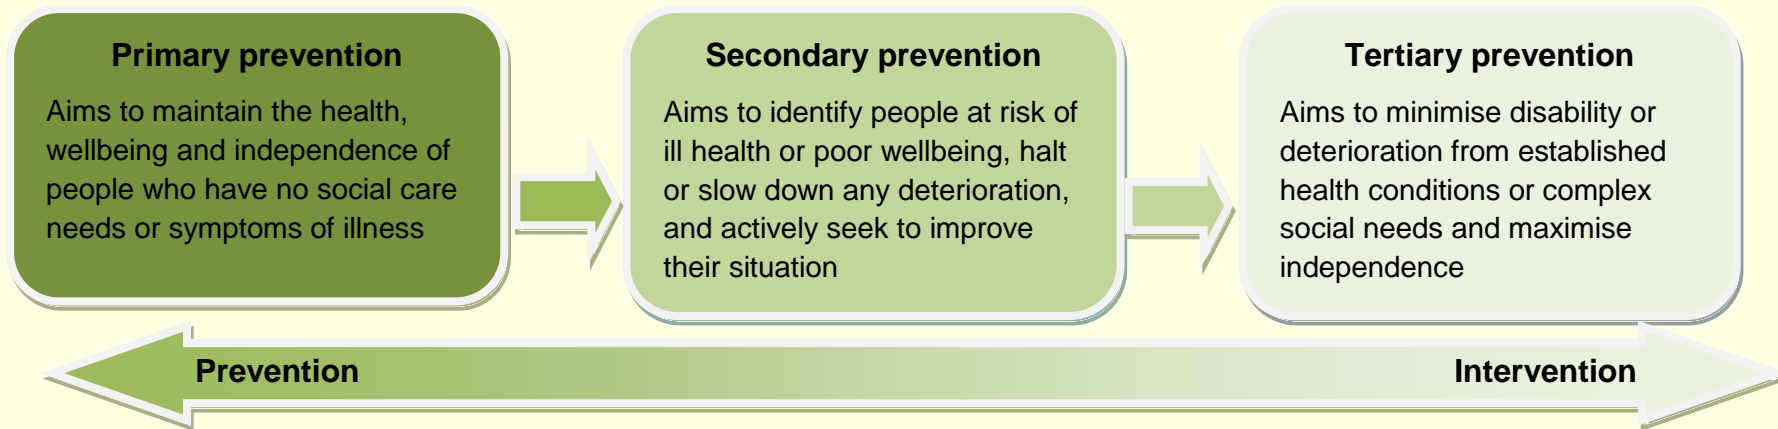 Primary prevention
Aims to maintain the health,
wellbeing and independence of
people who have no social care
needs or symptoms of illness
Secondary prevention
Aims to identify people at risk of
ill health or poor wellbeing, halt
or slow down any deterioration,
and actively seek to improve
their situation
Tertiary prevention
Aims to minimise disability or
deterioration from established
health conditions or complex
social needs and maximise
independence
Prevention
Intervention